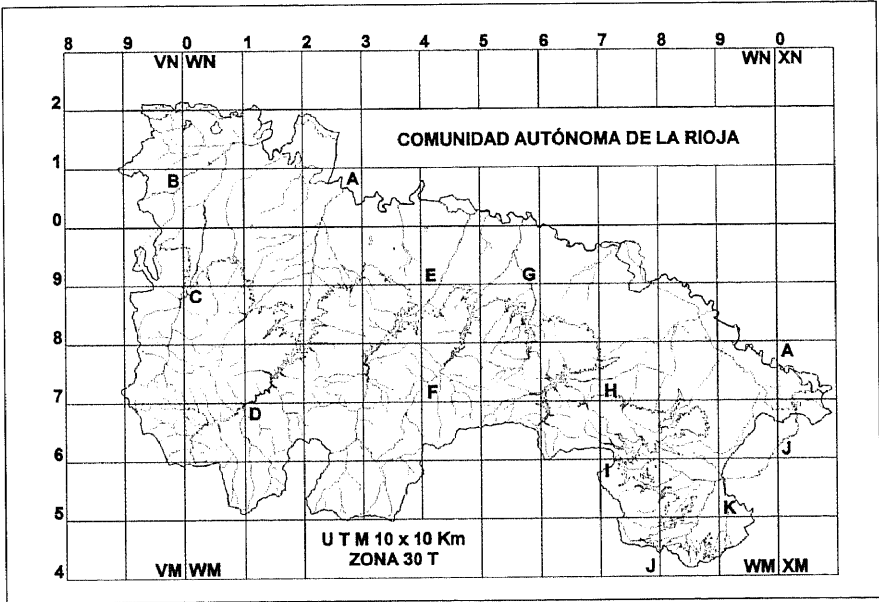 8 9 0 1 2 3 4 5 6 7 8 9 0
VN WN WN XN
2
COMUNIDAD AUTÓNOMA DE LA RIOJA
1
B A
0
E G
9
C
8
A
7
F H
D
J
6
I
K
5
U T M 10 x 10 Km
ZONA 30 T
4
VM WM J WM XM